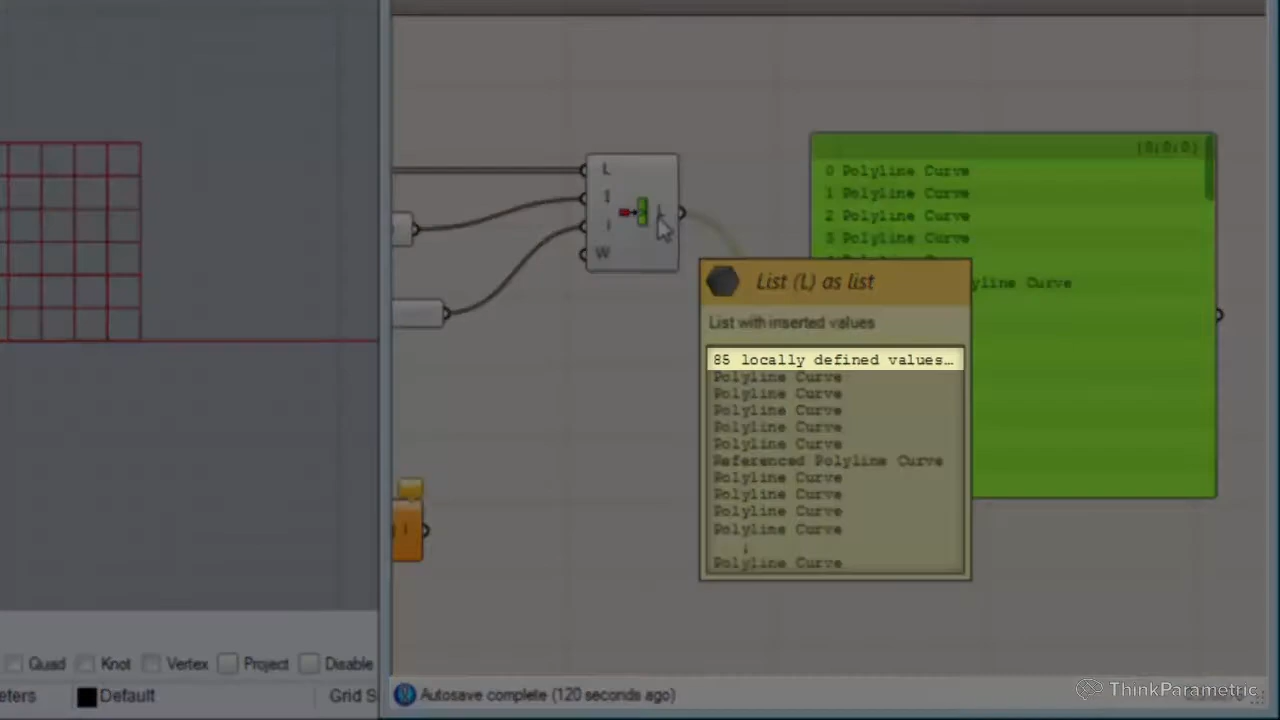 L
I
i
W
{0;0;0}
0 Polyline Curve
1 Polyline Curve
2 Polyline Curve
3 Polyline Curve
yline Curve
List (L) as list
List with inserted values
85 locally defined values…
Polyline Curve
Polyline Curve
Polyline Curve
Polyline Curve
Polyline Curve
Referenced Polyline Curve
Polyline Curve
Polyline Curve
Polyline Curve
Polyline Curve
Polyline Curve
Quad Knot Vertex Project Disable
eters Default Grid S
Autosave complete (120 seconds ago)
ThinkParametric